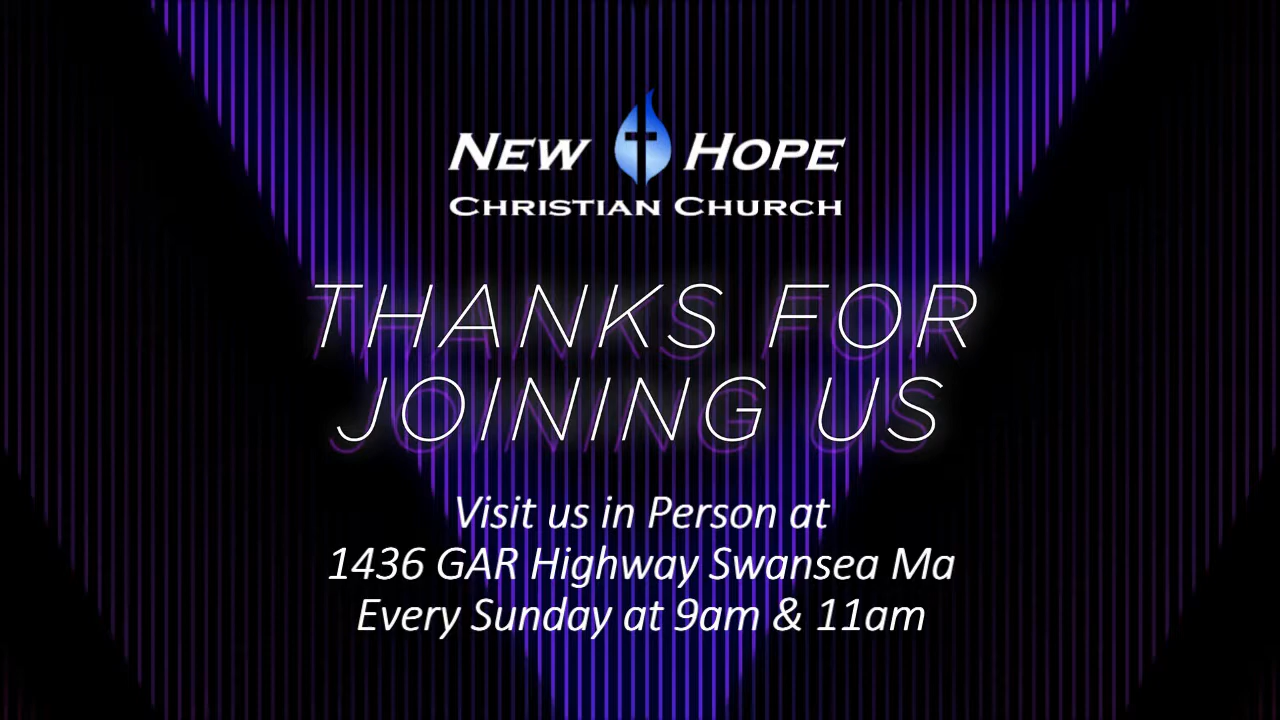 NEW HOPE
CHRISTIAN CHURCH
THANKS FOR
JOINING US
Visit us in Person at
1436 GAR Highway Swansea Ma
Every Sunday at 9am & 11am